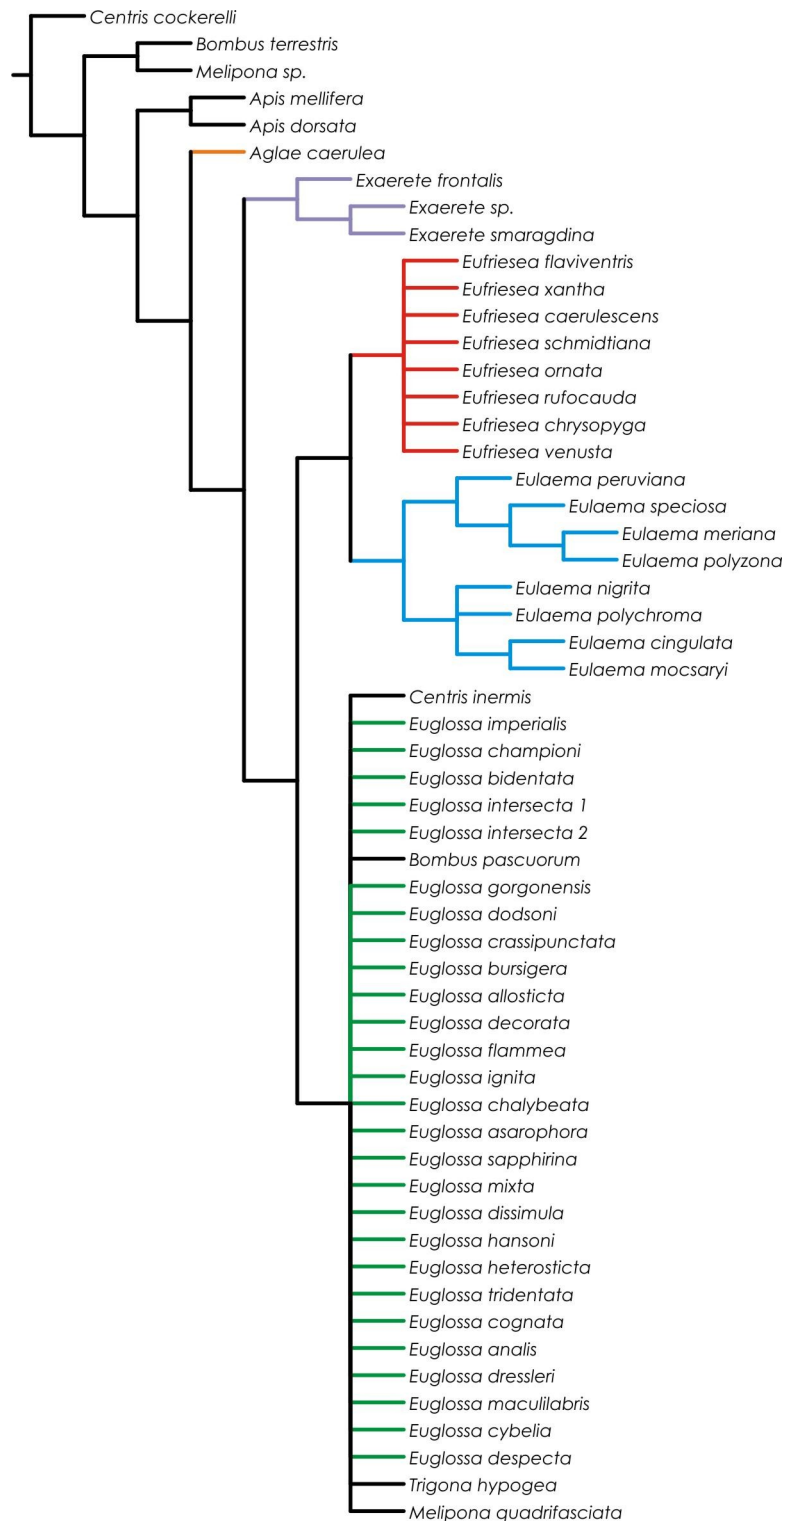 Centris cockerelli
Bombus terrestris
Melipona sp.
Apis mellifera
Apis dorsata
Aglae caerulea
Exaerete frontalis
Exaerete sp.
Exaerete smaragdina
Eufriesea flaviventris
Eufriesea xantha
Eufriesea caerulescens
Eufriesea schmidtiana
Eufriesea ornata
Eufriesea rufocauda
Eufriesea chrysopyga
Eufriesea venusta
Eulaema peruviana
Eulaema speciosa
Eulaema meriana
Eulaema polyzona
Eulaema nigrita
Eulaema polychroma
Eulaema cingulata
Eulaema mocsaryi
Centris inermis
Euglossa imperialis
Euglossa championi
Euglossa bidentata
Euglossa intersecta 1
Euglossa intersecta 2
Bombus pascuorum
Euglossa gorgonensis
Euglossa dodsoni
Euglossa crassipunctata
Euglossa bursigera
Euglossa allosticta
Euglossa decorata
Euglossa flammea
Euglossa ignita
Euglossa chalybeata
Euglossa asarophora
Euglossa sapphirina
Euglossa mixta
Euglossa dissimula
Euglossa hansoni
Euglossa heterosticta
Euglossa tridentata
Euglossa cognata
Euglossa analis
Euglossa dressleri
Euglossa maculilabris
Euglossa cybelia
Euglossa despecta
Trigona hypogea
Melipona quadrifasciata